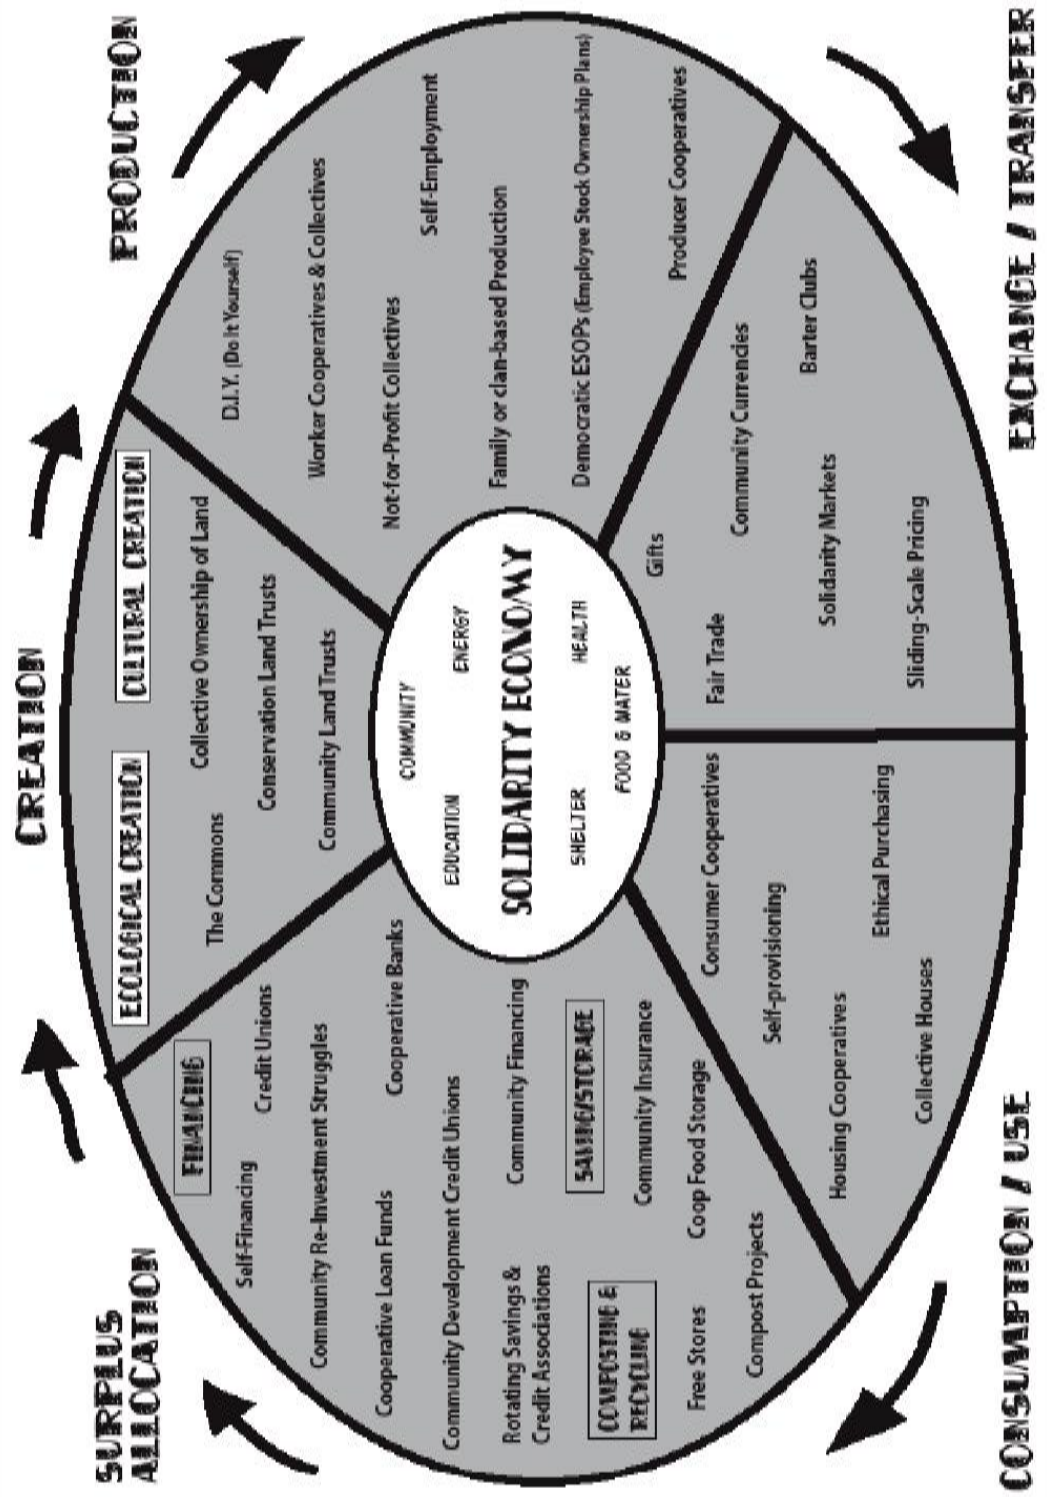 CREATION
SURPLUS
ALLOCATION
PRODUCTION
ECOLOGICAL CREATION
CULTURAL CREATION
The Commons
Collective Ownership of Land
Conservation Land Trusts
Community Land Trusts
D.I.Y. (Do It Yourself)
Worker Cooperatives & Collectives
Not-for-Profit Collectives
Self-Employment
Family or clan-based Production
Democratic ESOPs (Employee Stock Ownership Plans)
Producer Cooperatives
Gifts
Community Currencies
Barter Clubs
Fair Trade
Solidarity Markets
Sliding-Scale Pricing
EXCHANGE / TRANSFER
Consumer Cooperatives
Self-provisioning
Ethical Purchasing
Housing Cooperatives
Collective Houses
CONSUMPTION / USE
FINANCING
Self-Financing
Credit Unions
Community Re-Investment Struggles
Cooperative Banks
Cooperative Loan Funds
Community Development Credit Unions
Community Financing
Rotating Savings &
Credit Associations
SAVING/STORAGE
Community Insurance
Coop Food Storage
COMPOSTING &
RECYCLING
Free Stores
Compost Projects
COMMUNITY
EDUCATION
ENERGY
SOLIDARITY ECONOMY
SHELTER
HEALTH
FOOD & WATER